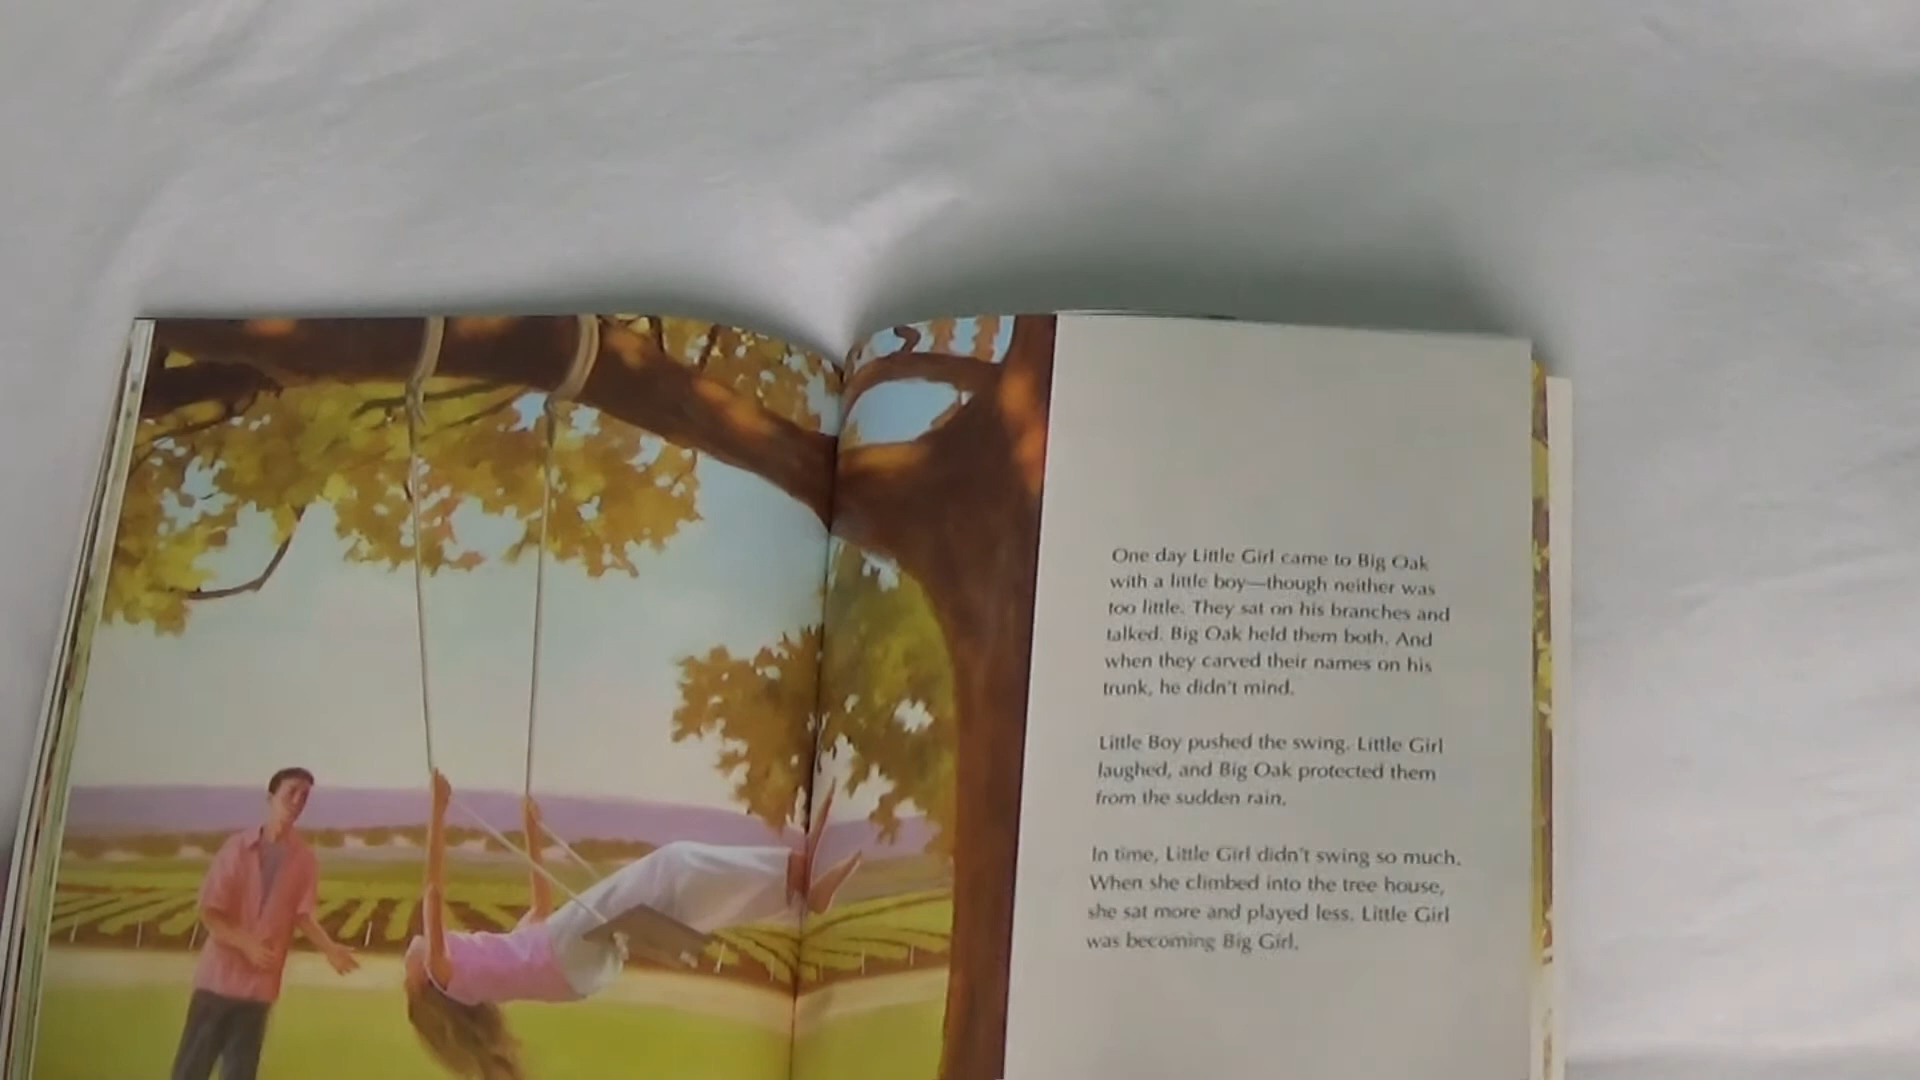 One day Little Girl came to Big Oak
with a little boy—though neither was
too little. They sat on his branches and
talked. Big Oak held them both. And
when they carved their names on his
trunk, he didn't mind.
Little Boy pushed the swing. Little Girl
laughed, and Big Oak protected them
from the sudden rain.
In time, Little Girl didn't swing so much.
When she climbed into the tree house,
she sat more and played less. Little Girl
was becoming Big Girl.